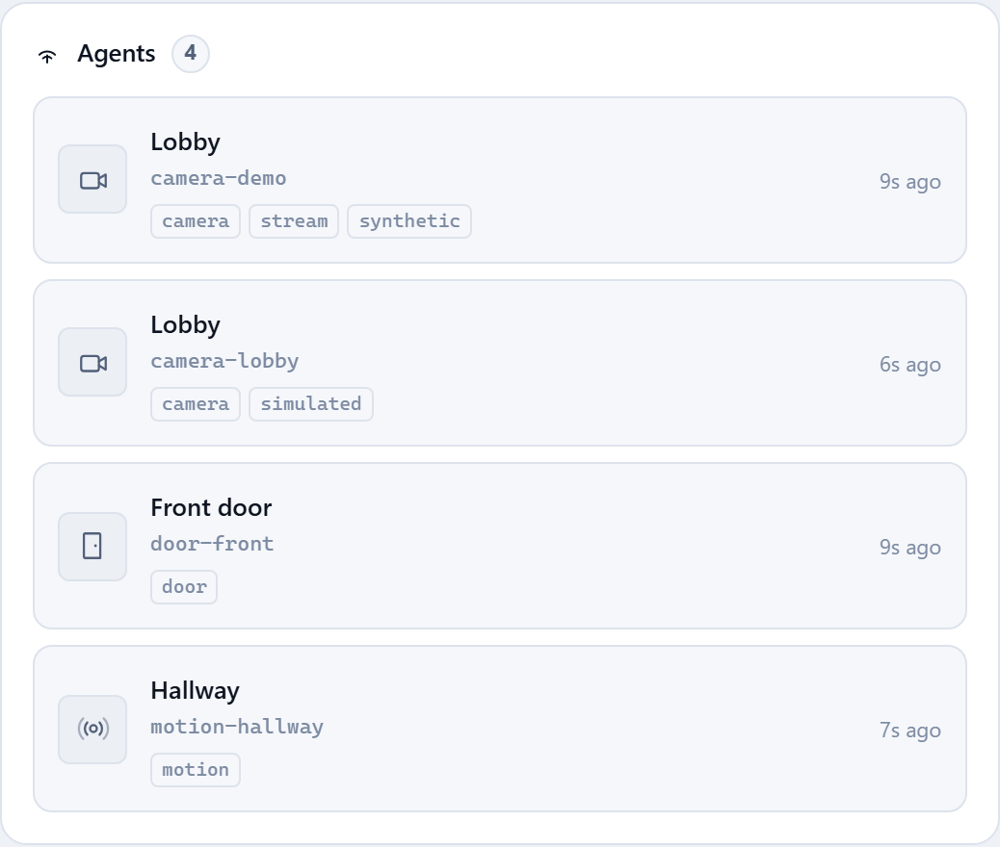 Agents 4
Lobby
camera-demo
9s ago
camera stream synthetic
Lobby
camera-lobby
6s ago
camera simulated
Front door
door-front
9s ago
door
Hallway
motion-hallway
7s ago
motion